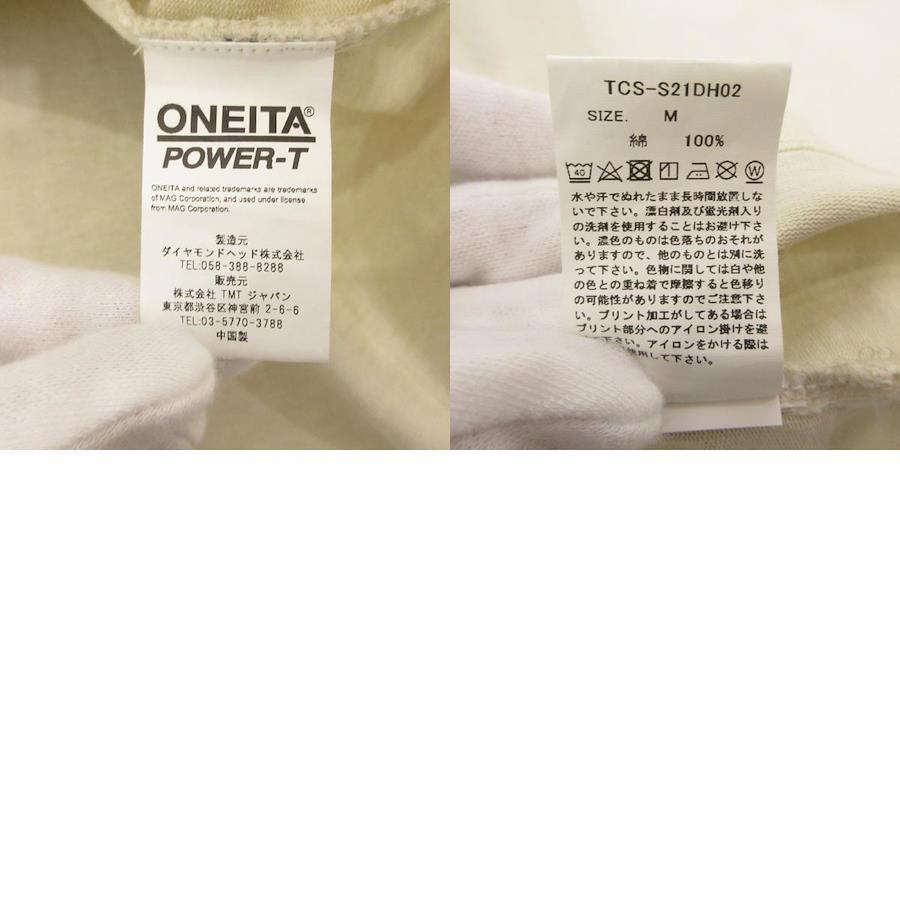 ONEITA®
POWER-T
ONEITA and related trademarks are trademarks
of MAG Corporation, and used under license
from MAG Corporation.
製造元
ダイヤモンドヘッド株式会社
TEL:058-388-8288
販売元
株式会社 TMT ジャパン
東京都渋谷区神宮前 2-6-6
TEL:03-5770-3788
中国製
TCS-S21DH02
SIZE. M
綿 100%
40
W
水や汗でぬれたまま長時間放置しな
いで下さい。漂白剤及び蛍光剤入り
の洗剤を使用することはお避け下さ
い。濃色のものは色落ちのおそれが
ありますので、他のものとは別に洗
って下さい。色物に関しては白や他
の色との重ね着で摩擦すると色移り
の可能性がありますのでご注意下さ
い。プリント加工がしてある場合は
プリント部分へのアイロン掛けを避
て下さい。アイロンをかける際は
使用して下さい。